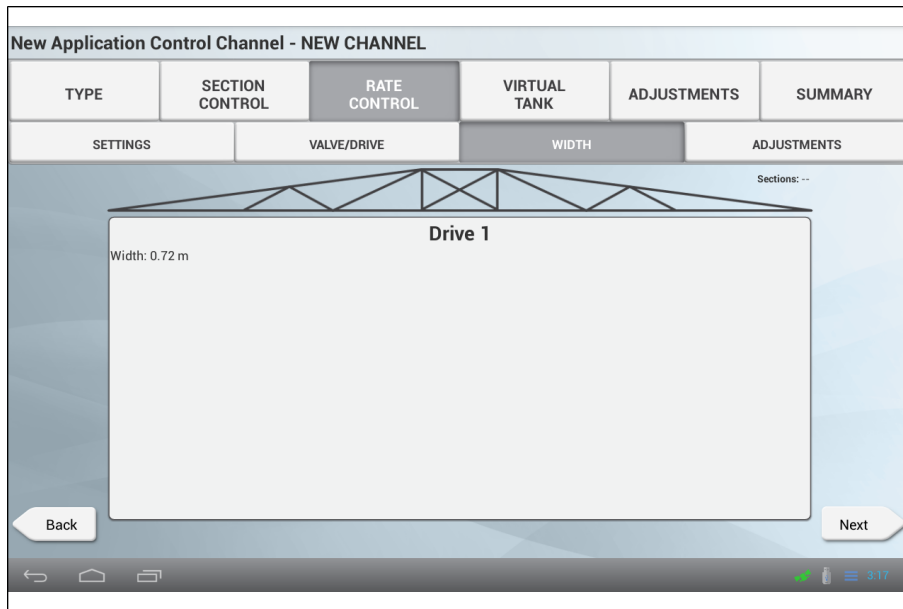 New Application Control Channel - NEW CHANNEL
TYPE
SECTION
CONTROL
RATE
CONTROL
VIRTUAL
TANK
ADJUSTMENTS
SUMMARY
SETTINGS
VALVE/DRIVE
WIDTH
ADJUSTMENTS
Sections: --
Drive 1
Width: 0.72 m
Back
Next
3:17